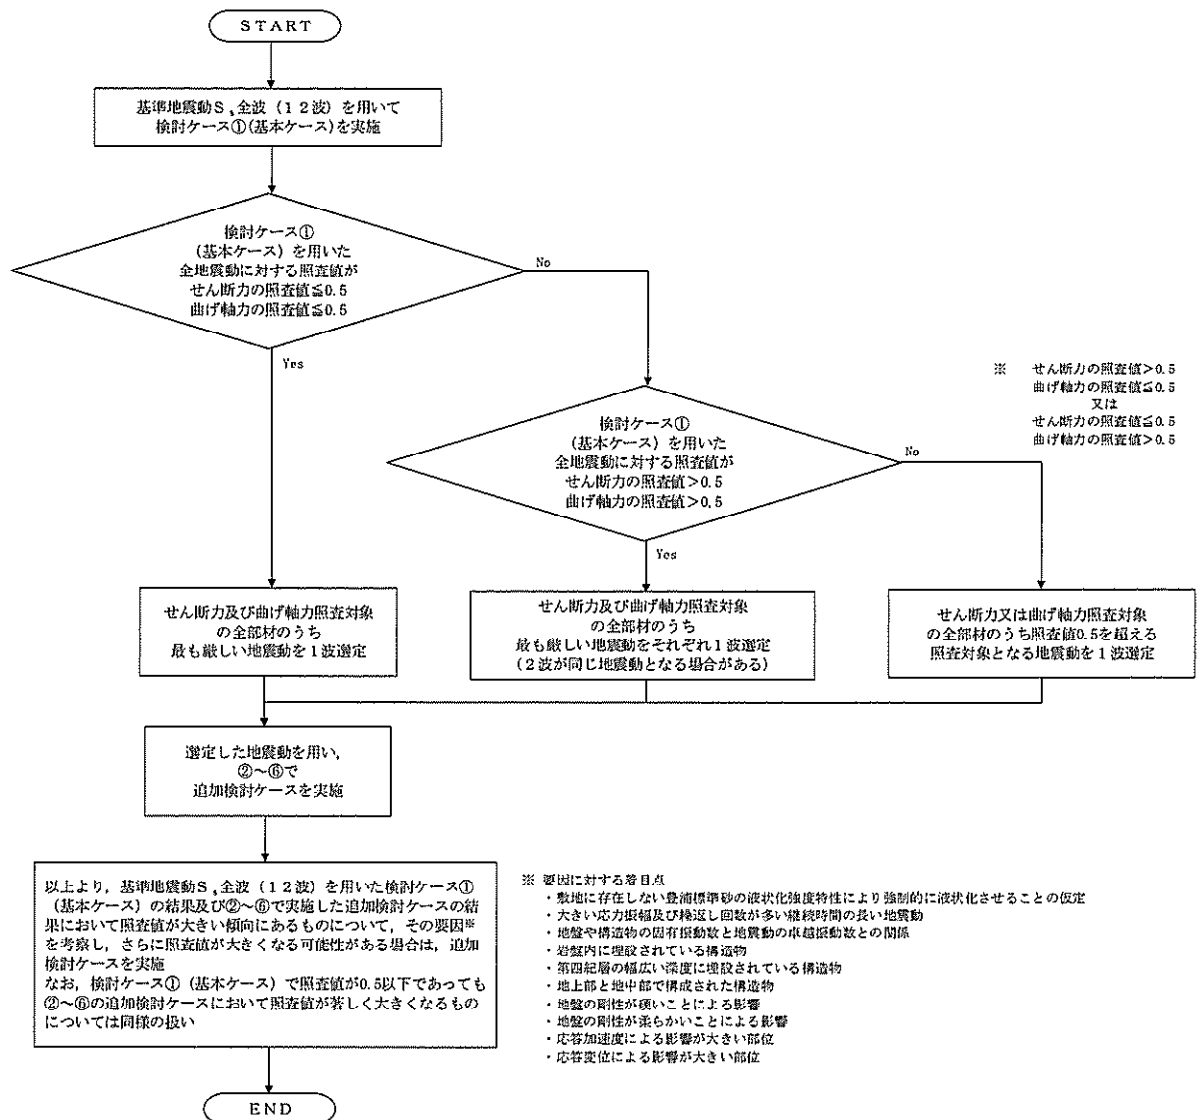 START
基準地震動Ｓｓ全波（１２波）を用いて
検討ケース①(基本ケース)を実施
検討ケース①
(基本ケース）を用いた
全地震動に対する照査値が
せん断力の照査値≦0.5
曲げ軸力の照査値≦0.5
No
Yes
※ せん断力の照査値＞0.5
曲げ軸力の照査値≦0.5
又は
せん断力の照査値≦0.5
曲げ軸力の照査値＞0.5
検討ケース①
(基本ケース）を用いた
全地震動に対する照査値が
せん断力の照査値＞0.5
曲げ軸力の照査値＞0.5
No
Yes
せん断力及び曲げ軸力照査対象
の全部材のうち
最も厳しい地震動を１波選定
せん断力及び曲げ軸力照査対象
の全部材のうち
最も厳しい地震動をそれぞれ１波選定
(２波が同じ地震動となる場合がある）
せん断力又は曲げ軸力照査対象
の全部材のうち照査値0.5を超える
照査対象となる地震動を１波選定
選定した地震動を用い，
②～⑥で
追加検討ケースを実施
以上より，基準地震動Ｓｓ全波（１２波）を用いた検討ケース①
（基本ケース）の結果及び②～⑥で実施した追加検討ケースの結
果において照査値が大きい傾向にあるものについて，その要因※
を考察し，さらに照査値が大きくなる可能性がある場合は，追加
検討ケースを実施
なお，検討ケース①（基本ケース）で照査値が0.5以下であっても
②～⑥の追加検討ケースにおいて照査値が著しく大きくなるもの
については同様の扱い
※ 要因に対する着目点
・敷地に存在しない豊浦標準砂の液状化強度特性により強制的に液状化させることの仮定
・大きい応力振幅及び繰返し回数が多い継続時間の長い地震動
・地盤や構造物の固有振動数と地震動の卓越振動数との関係
・岩盤内に埋設されている構造物
・第四紀層の幅広い深度に埋設されている構造物
・地上部と地中部で構成された構造物
・地盤の剛性が硬いことによる影響
・地盤の剛性が柔らかいことによる影響
・応答加速度による影響が大きい部位
・応答変位による影響が大きい部位
END